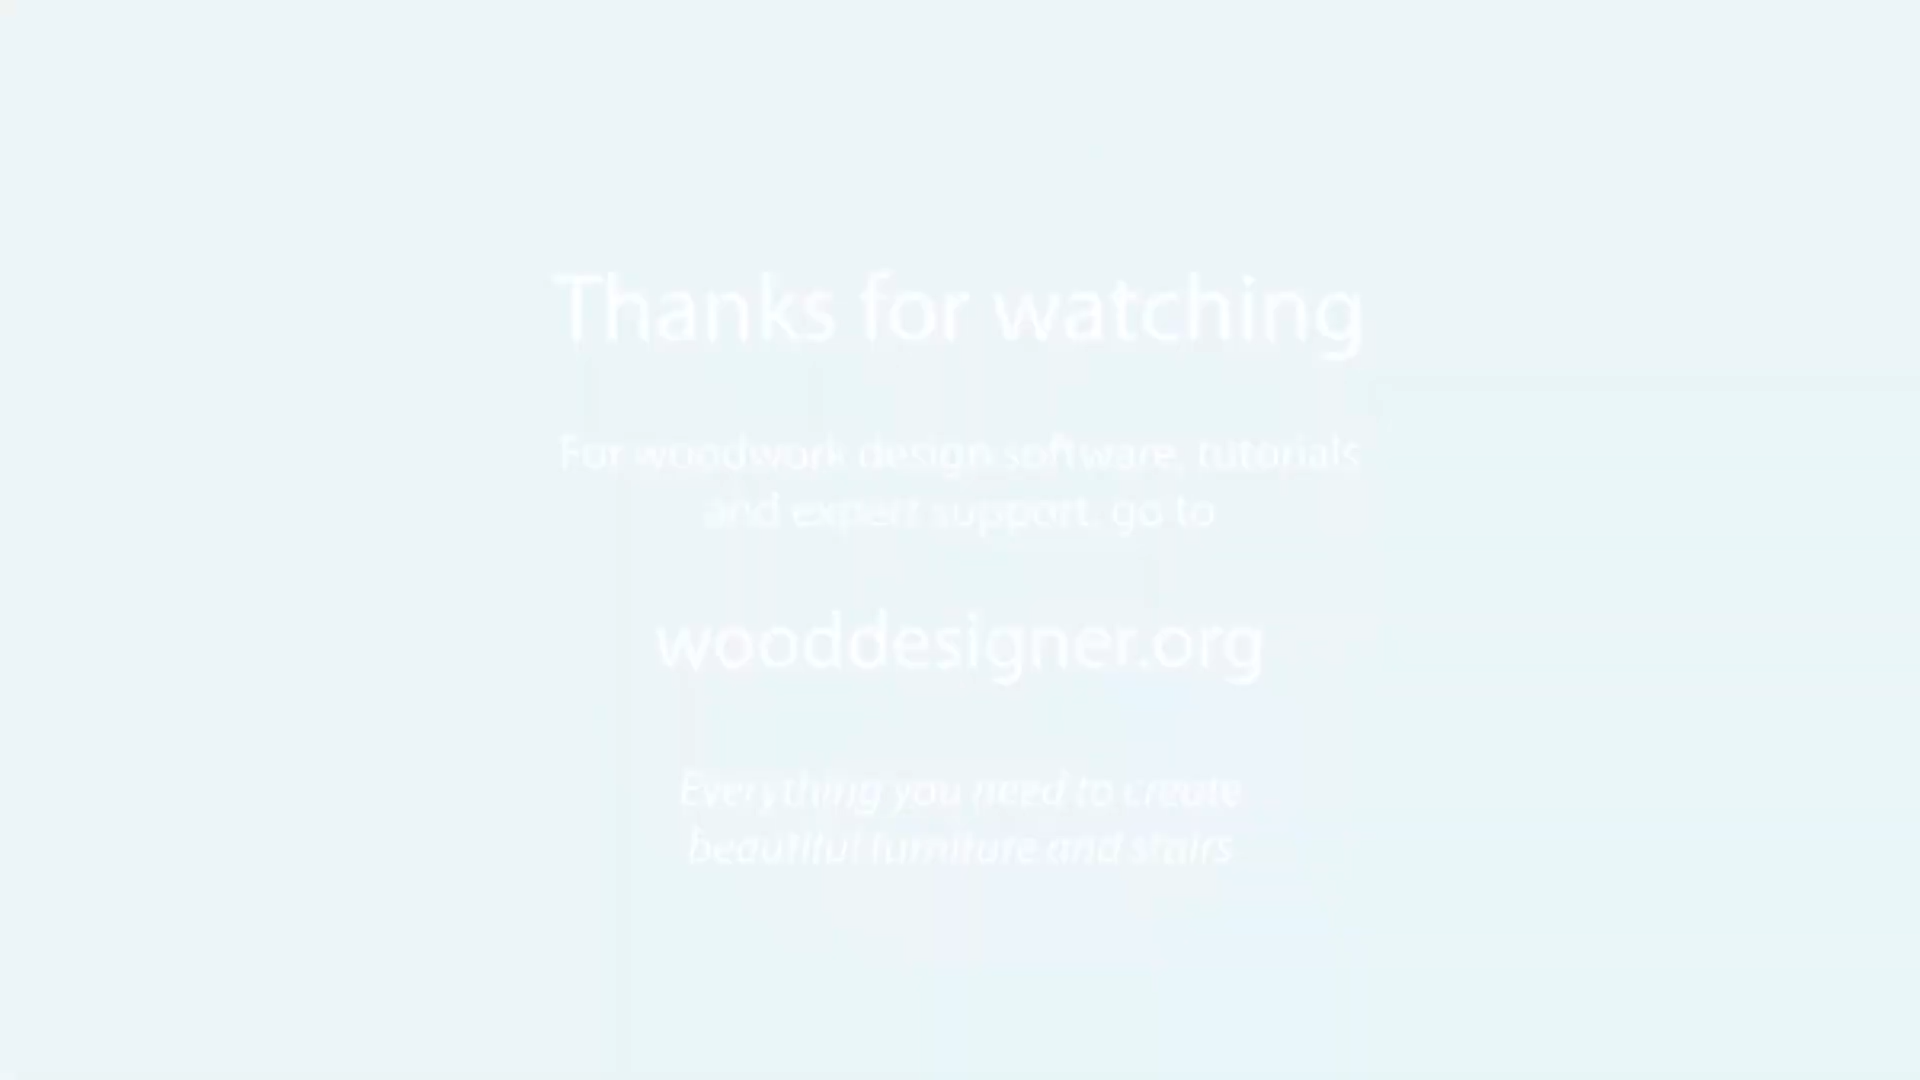 Thanks for watching
For woodwork design software, tutorials
and expert support, go to
wooddesigner.org
Everything you need to create
beautiful furniture and stairs